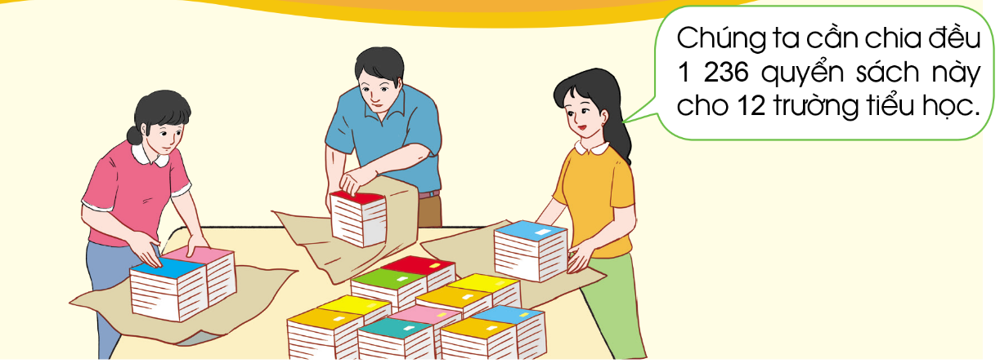 Chúng ta cần chia đều
1 236 quyển sách này
cho 12 trường tiểu học.